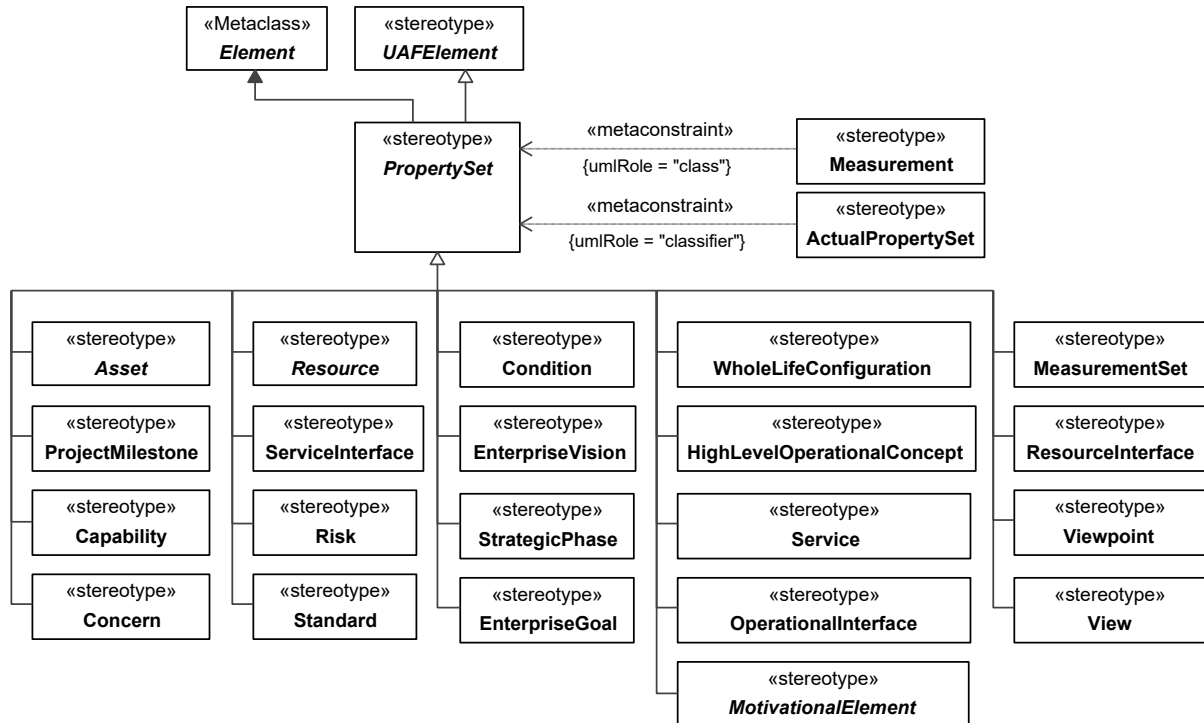 «Metaclass»
Element
«stereotype»
UAFElement
«stereotype»
PropertySet
«metaconstraint»
{umlRole = "class"}
«stereotype»
Measurement
«metaconstraint»
{umlRole = "classifier"}
«stereotype»
ActualPropertySet
«stereotype»
Asset
«stereotype»
Resource
«stereotype»
Condition
«stereotype»
WholeLifeConfiguration
«stereotype»
MeasurementSet
«stereotype»
ProjectMilestone
«stereotype»
ServiceInterface
«stereotype»
EnterpriseVision
«stereotype»
HighLevelOperationalConcept
«stereotype»
ResourceInterface
«stereotype»
Capability
«stereotype»
Risk
«stereotype»
StrategicPhase
«stereotype»
Service
«stereotype»
Viewpoint
«stereotype»
Concern
«stereotype»
Standard
«stereotype»
EnterpriseGoal
«stereotype»
OperationalInterface
«stereotype»
View
«stereotype»
MotivationalElement